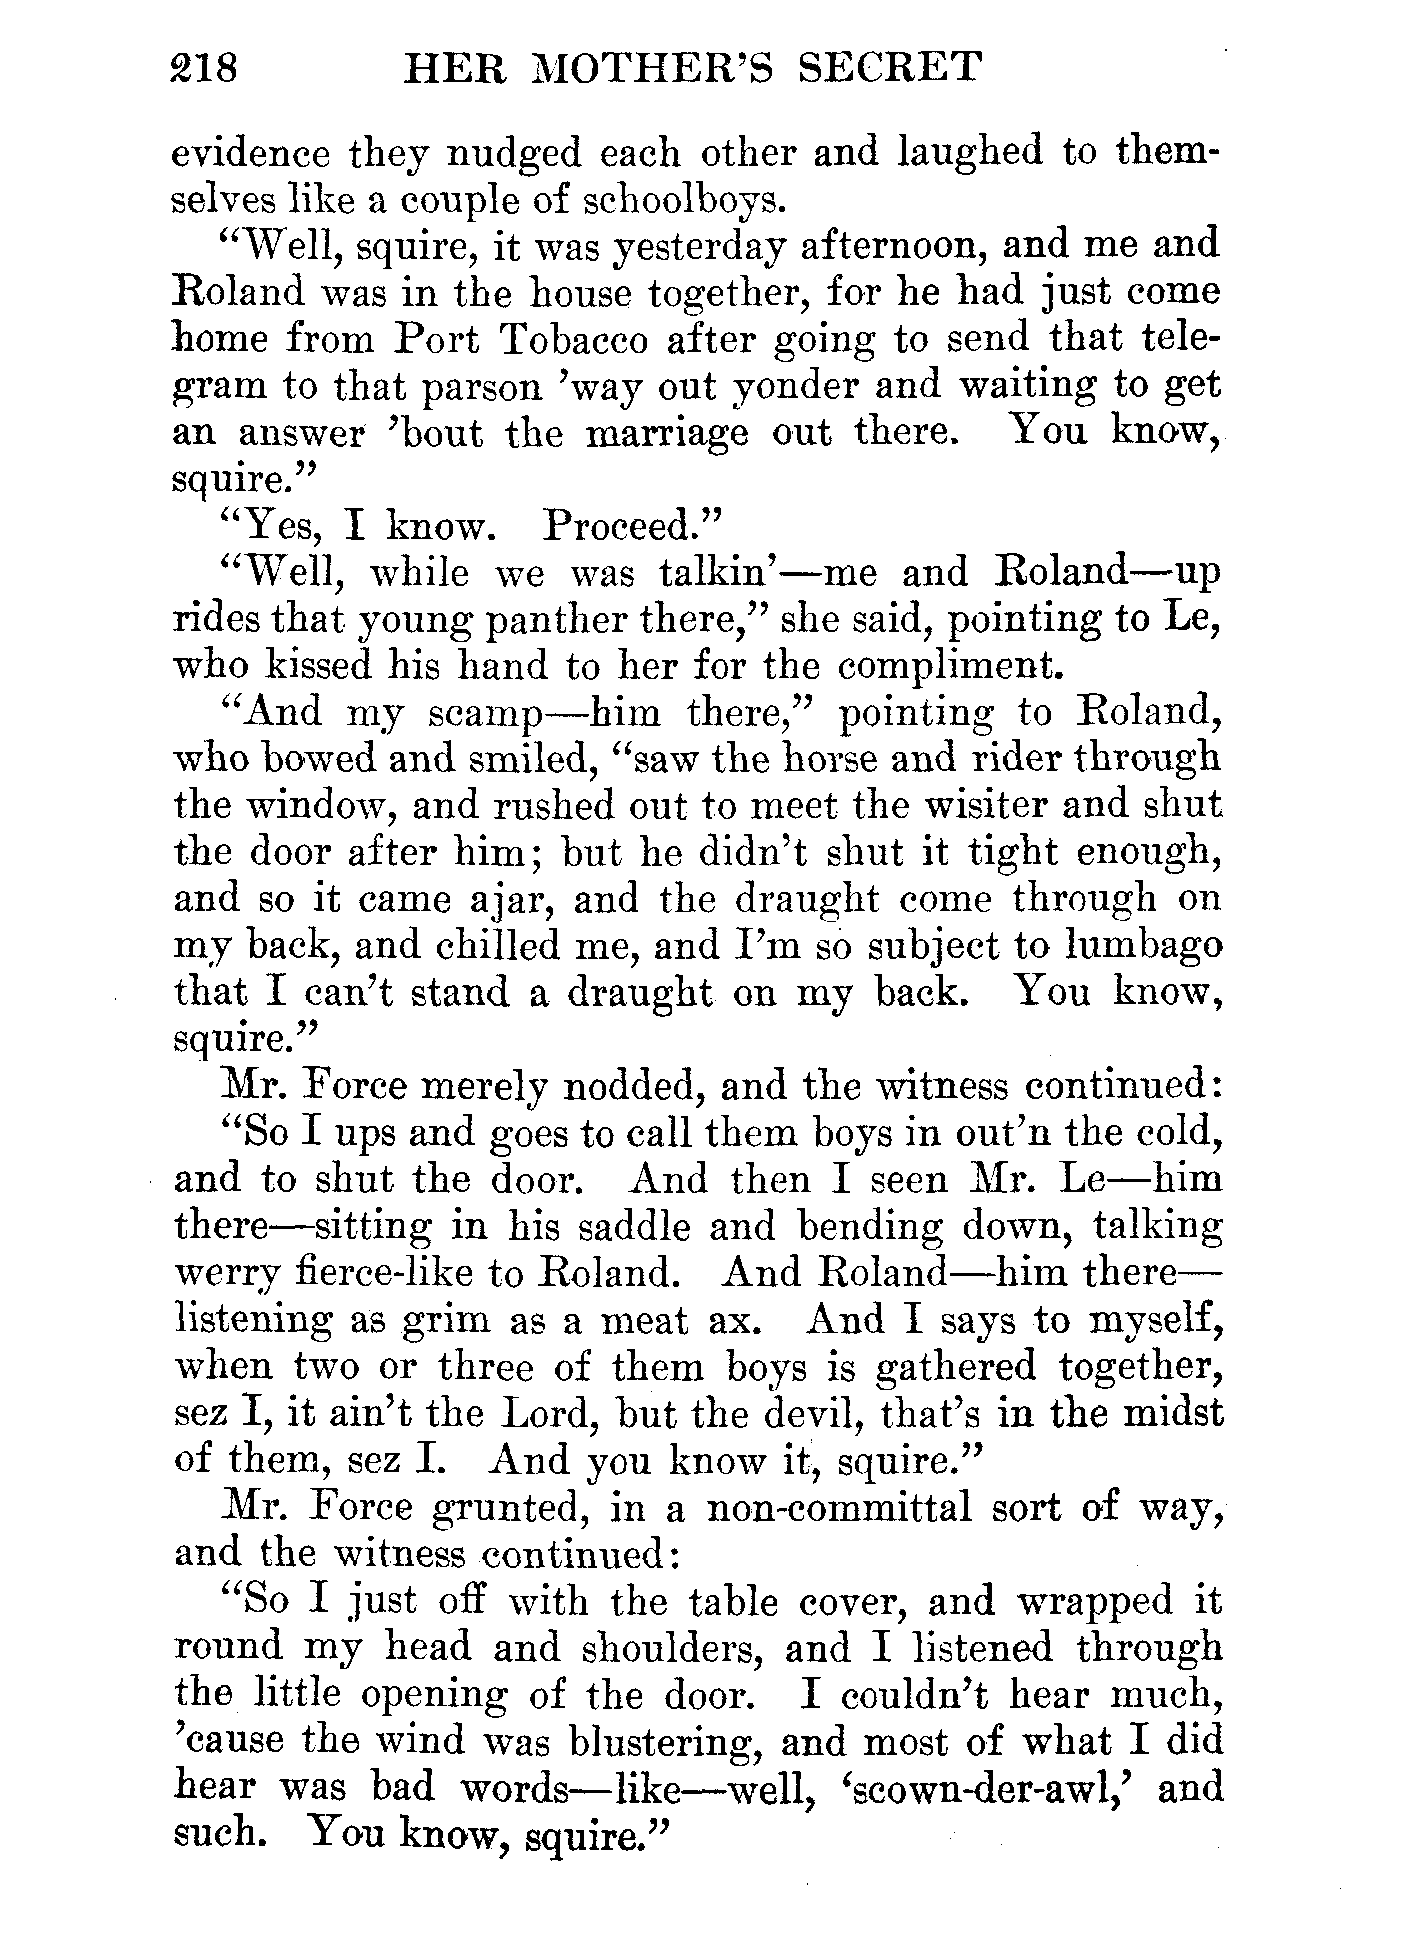 218 HER MOTHER'S SECRET
evidence they nudged each other and laughed to them-
selves like a couple of schoolboys.
“Well, squire, it was yesterday afternoon, and me and
Roland was in the house together, for he had just come
home from Port Tobacco after going to send that tele-
gram to that parson ’way out yonder and waiting to get
an answer ’bout the marriage out there. You know,
squire.”
“Yes, I know. Proceed.”
“Well, while we was talkin’—me and Roland—up
rides that young panther there,” she said, pointing to Le,
who kissed his hand to her for the compliment.
“And my scamp—him there,” pointing to Roland,
who bowed and smiled, “saw the horse and rider through
the window, and rushed out to meet the wisiter and shut
the door after him; but he didn’t shut it tight enough,
and so it came ajar, and the draught come through on
my back, and chilled me, and I’m so subject to lumbago
that I can’t stand a draught on my back. You know,
squire.”
Mr. Force merely nodded, and the witness continued:
“So I ups and goes to call them boys in out’n the cold,
and to shut the door. And then I seen Mr. Le—him
there—sitting in his saddle and bending down, talking
werry fierce-like to Roland. And Roland—him there—
listening as grim as a meat ax. And I says to myself,
when two or three of them boys is gathered together,
sez I, it ain’t the Lord, but the devil, that’s in the midst
of them, sez I. And you know it, squire.”
Mr. Force grunted, in a non-committal sort of way,
and the witness continued:
“So I just off with the table cover, and wrapped it
round my head and shoulders, and I listened through
the little opening of the door. I couldn’t hear much,
’cause the wind was blustering, and most of what I did
hear was bad words—like—well, ‘scown-der-awl,’ and
such. You know, squire.”